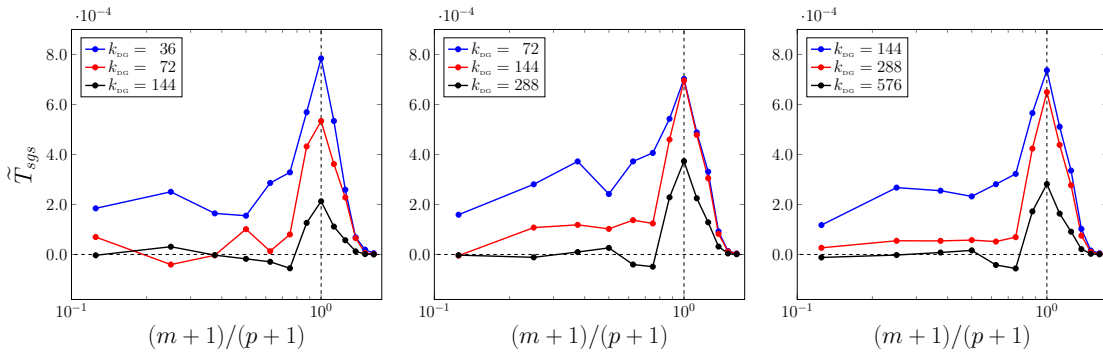 ·10⁻⁴
8.0
6.0
4.0
2.0
0.0
T̃_sgs
k_DG = 36
k_DG = 72
k_DG = 144
10⁻¹
10⁰
(m + 1)/(p + 1)
·10⁻⁴
8.0
6.0
4.0
2.0
0.0
k_DG = 72
k_DG = 144
k_DG = 288
10⁻¹
10⁰
(m + 1)/(p + 1)
·10⁻⁴
8.0
6.0
4.0
2.0
0.0
k_DG = 144
k_DG = 288
k_DG = 576
10⁻¹
10⁰
(m + 1)/(p + 1)